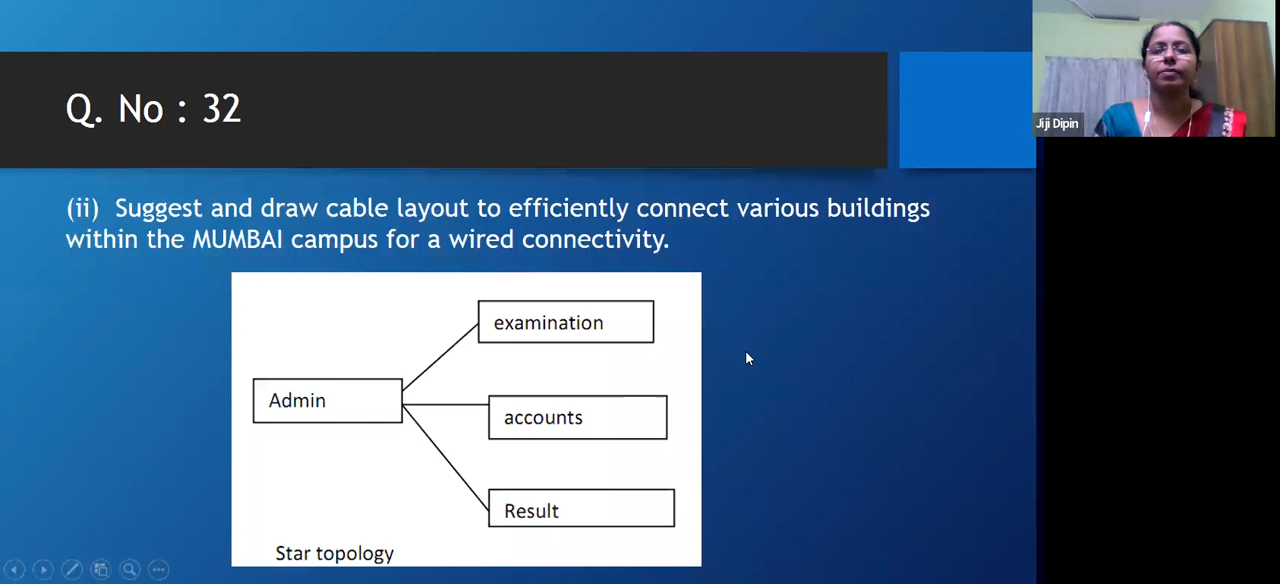 Q. No : 32
Jiji Dipin
(ii) Suggest and draw cable layout to efficiently connect various buildings
within the MUMBAI campus for a wired connectivity.
examination
Admin
accounts
Result
Star topology